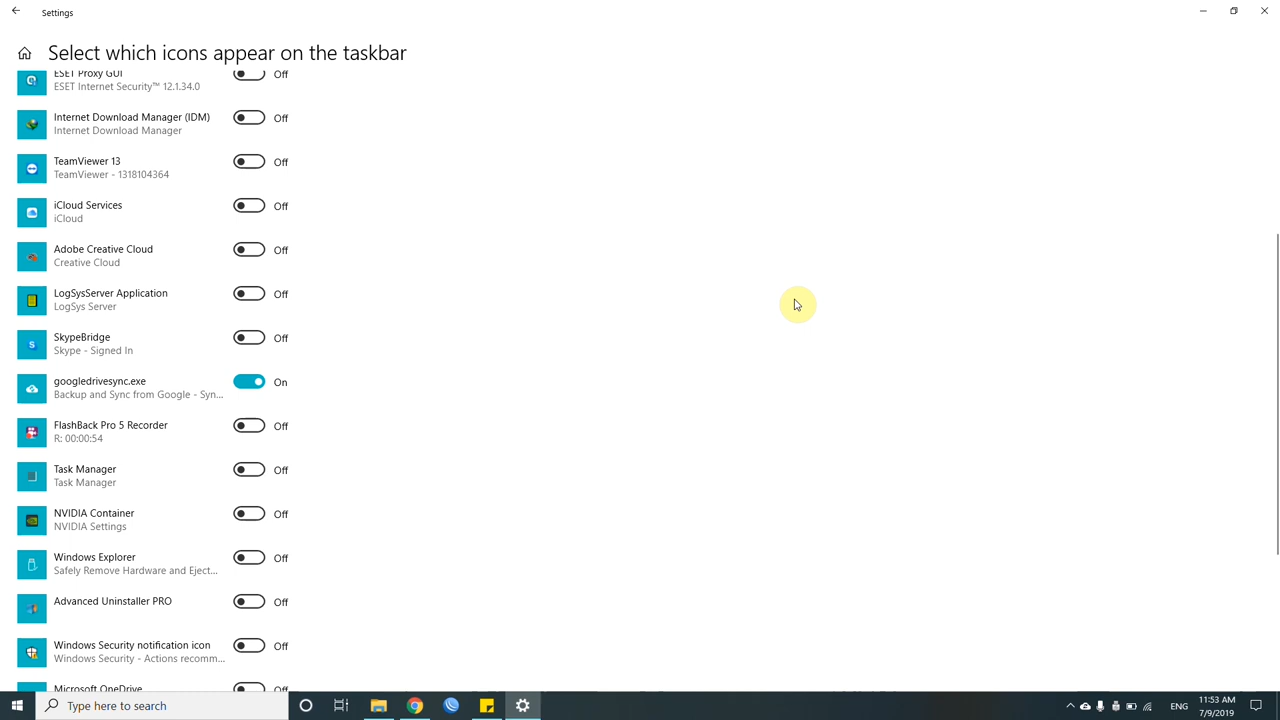 Settings
Select which icons appear on the taskbar
ESET Proxy GUI
Off
ESET Internet Security™ 12.1.34.0
Internet Download Manager (IDM)
Off
Internet Download Manager
TeamViewer 13
Off
TeamViewer - 1318104364
iCloud Services
Off
iCloud
Adobe Creative Cloud
Off
Creative Cloud
LogSysServer Application
Off
LogSys Server
SkypeBridge
Off
Skype - Signed In
googledrivesync.exe
On
Backup and Sync from Google - Syn...
FlashBack Pro 5 Recorder
Off
R: 00:00:54
Task Manager
Off
Task Manager
NVIDIA Container
Off
NVIDIA Settings
Windows Explorer
Off
Safely Remove Hardware and Eject...
Advanced Uninstaller PRO
Off
Windows Security notification icon
Off
Windows Security - Actions recomm...
Microsoft OneDrive
Off
Type here to search
ENG
11:53 AM
7/9/2019